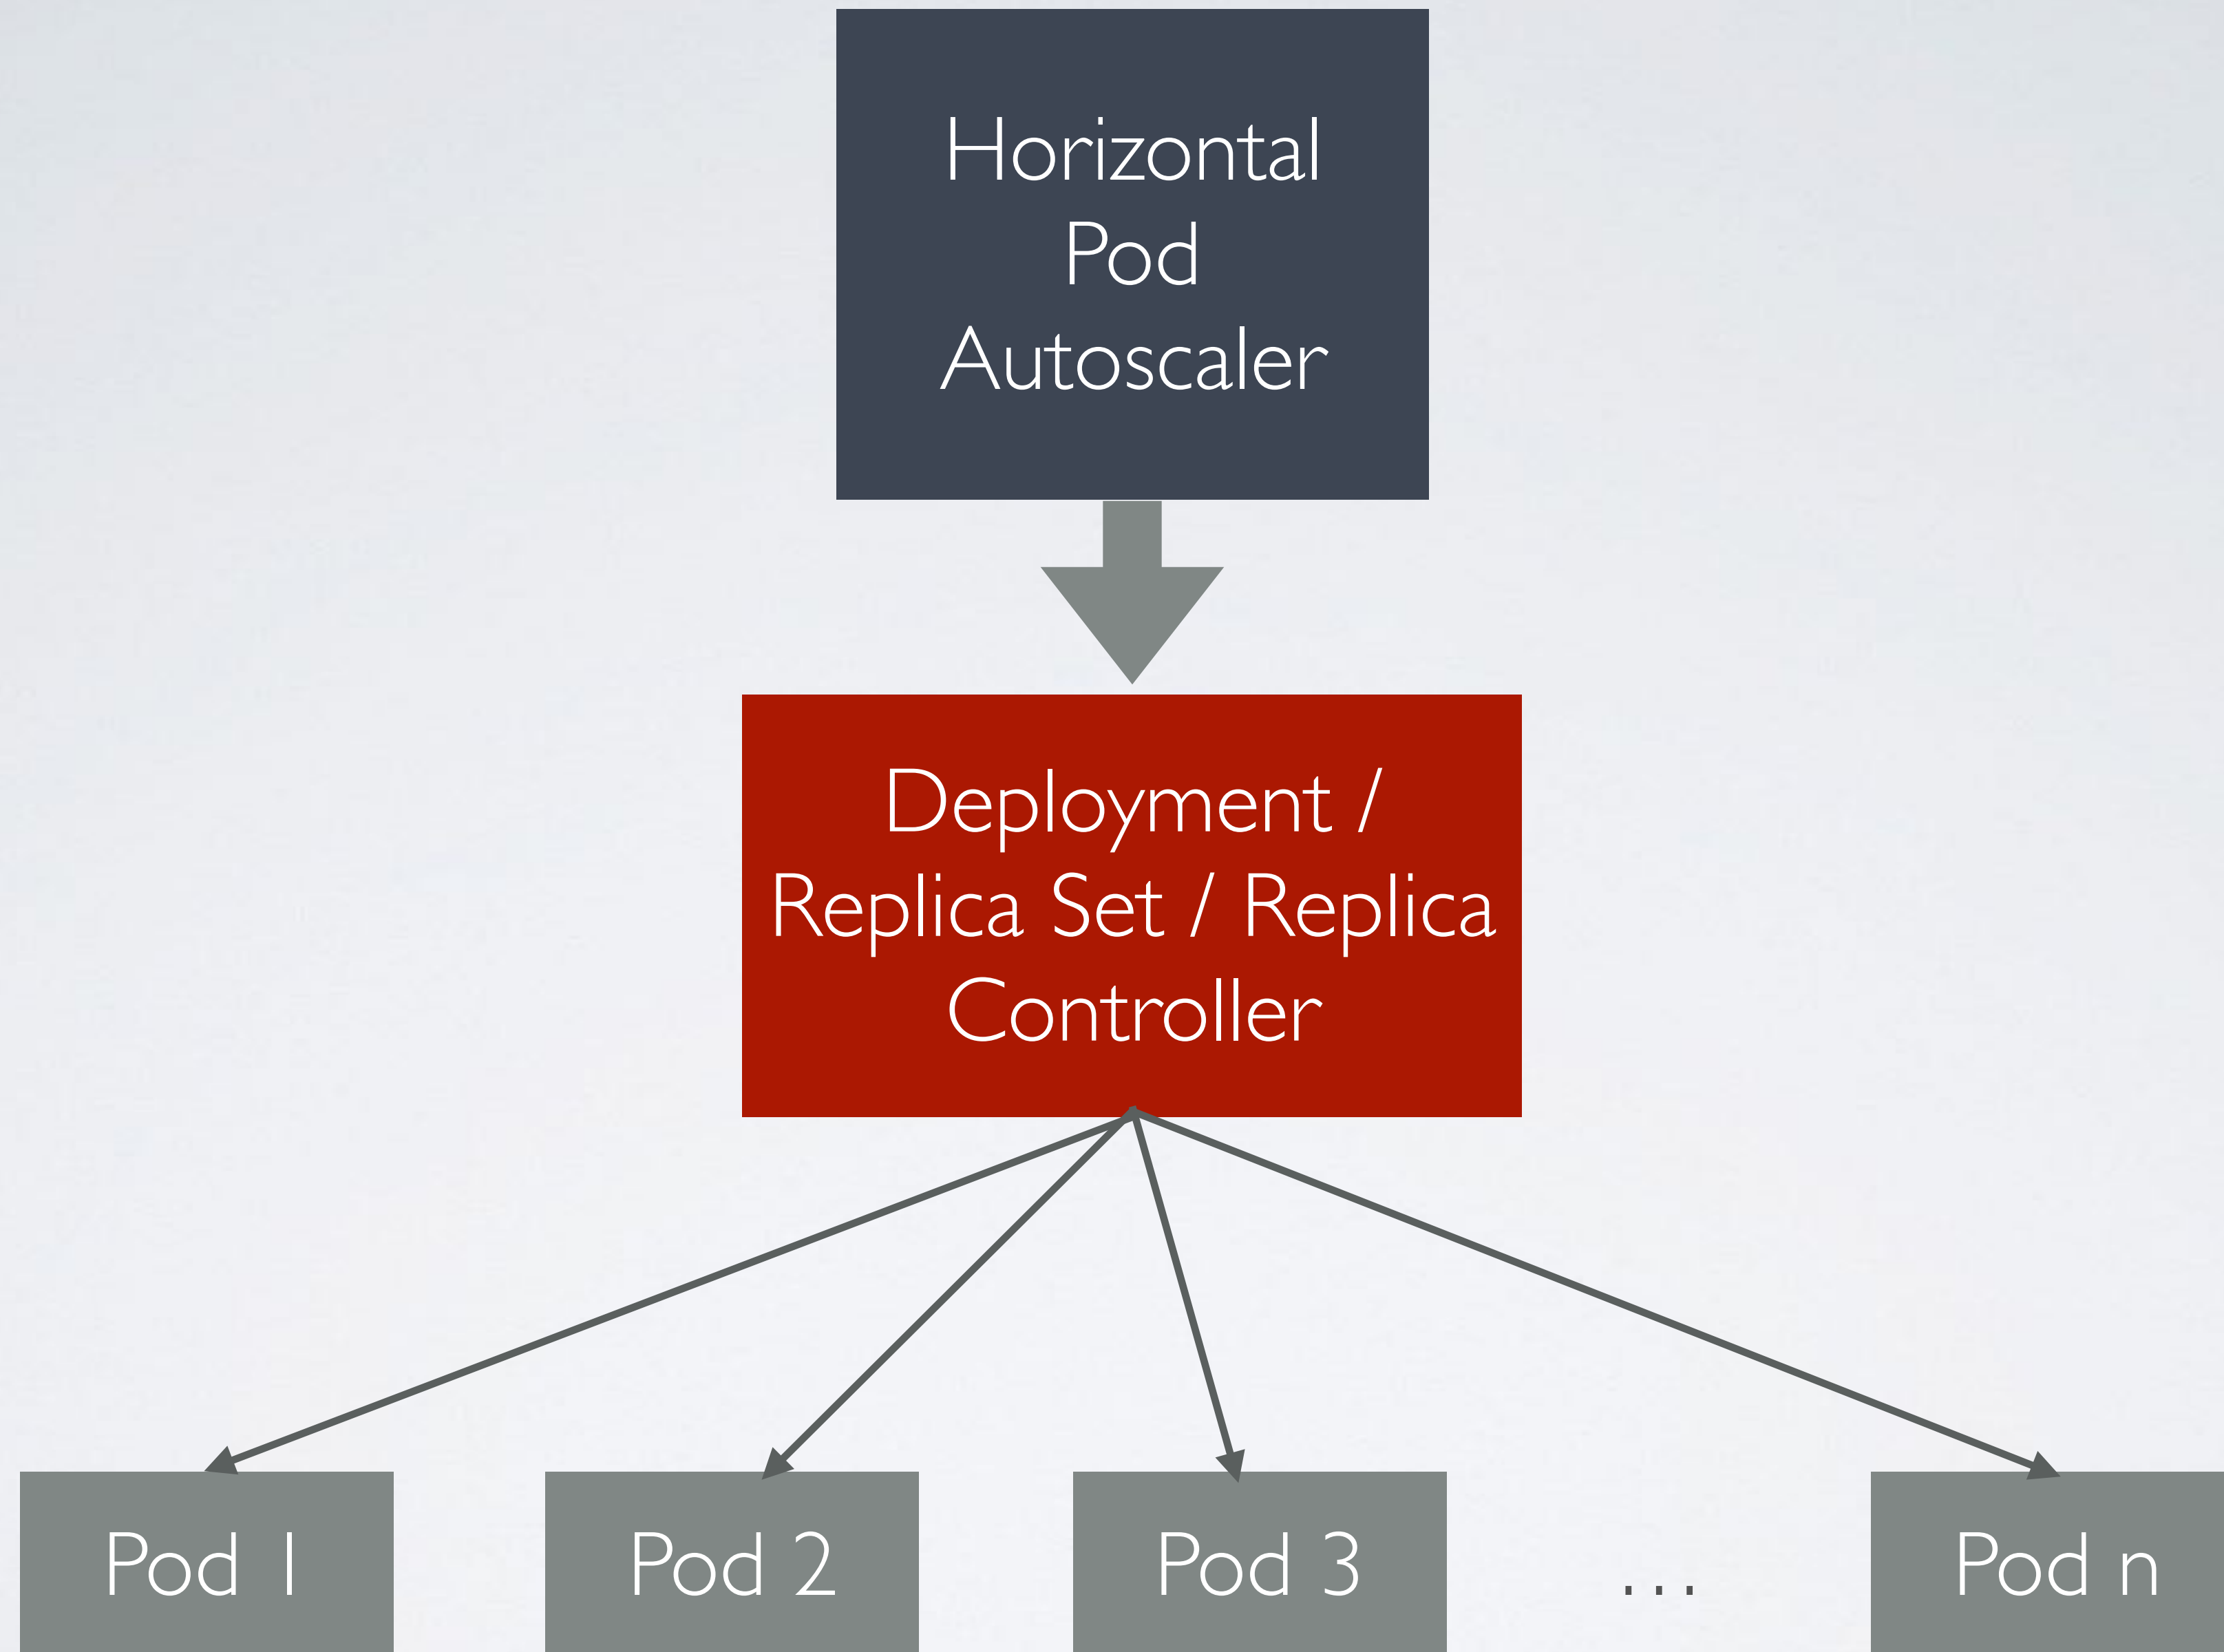 Horizontal
Pod
Autoscaler
Deployment /
Replica Set / Replica
Controller
Pod 1
Pod 2
Pod 3
...
Pod n